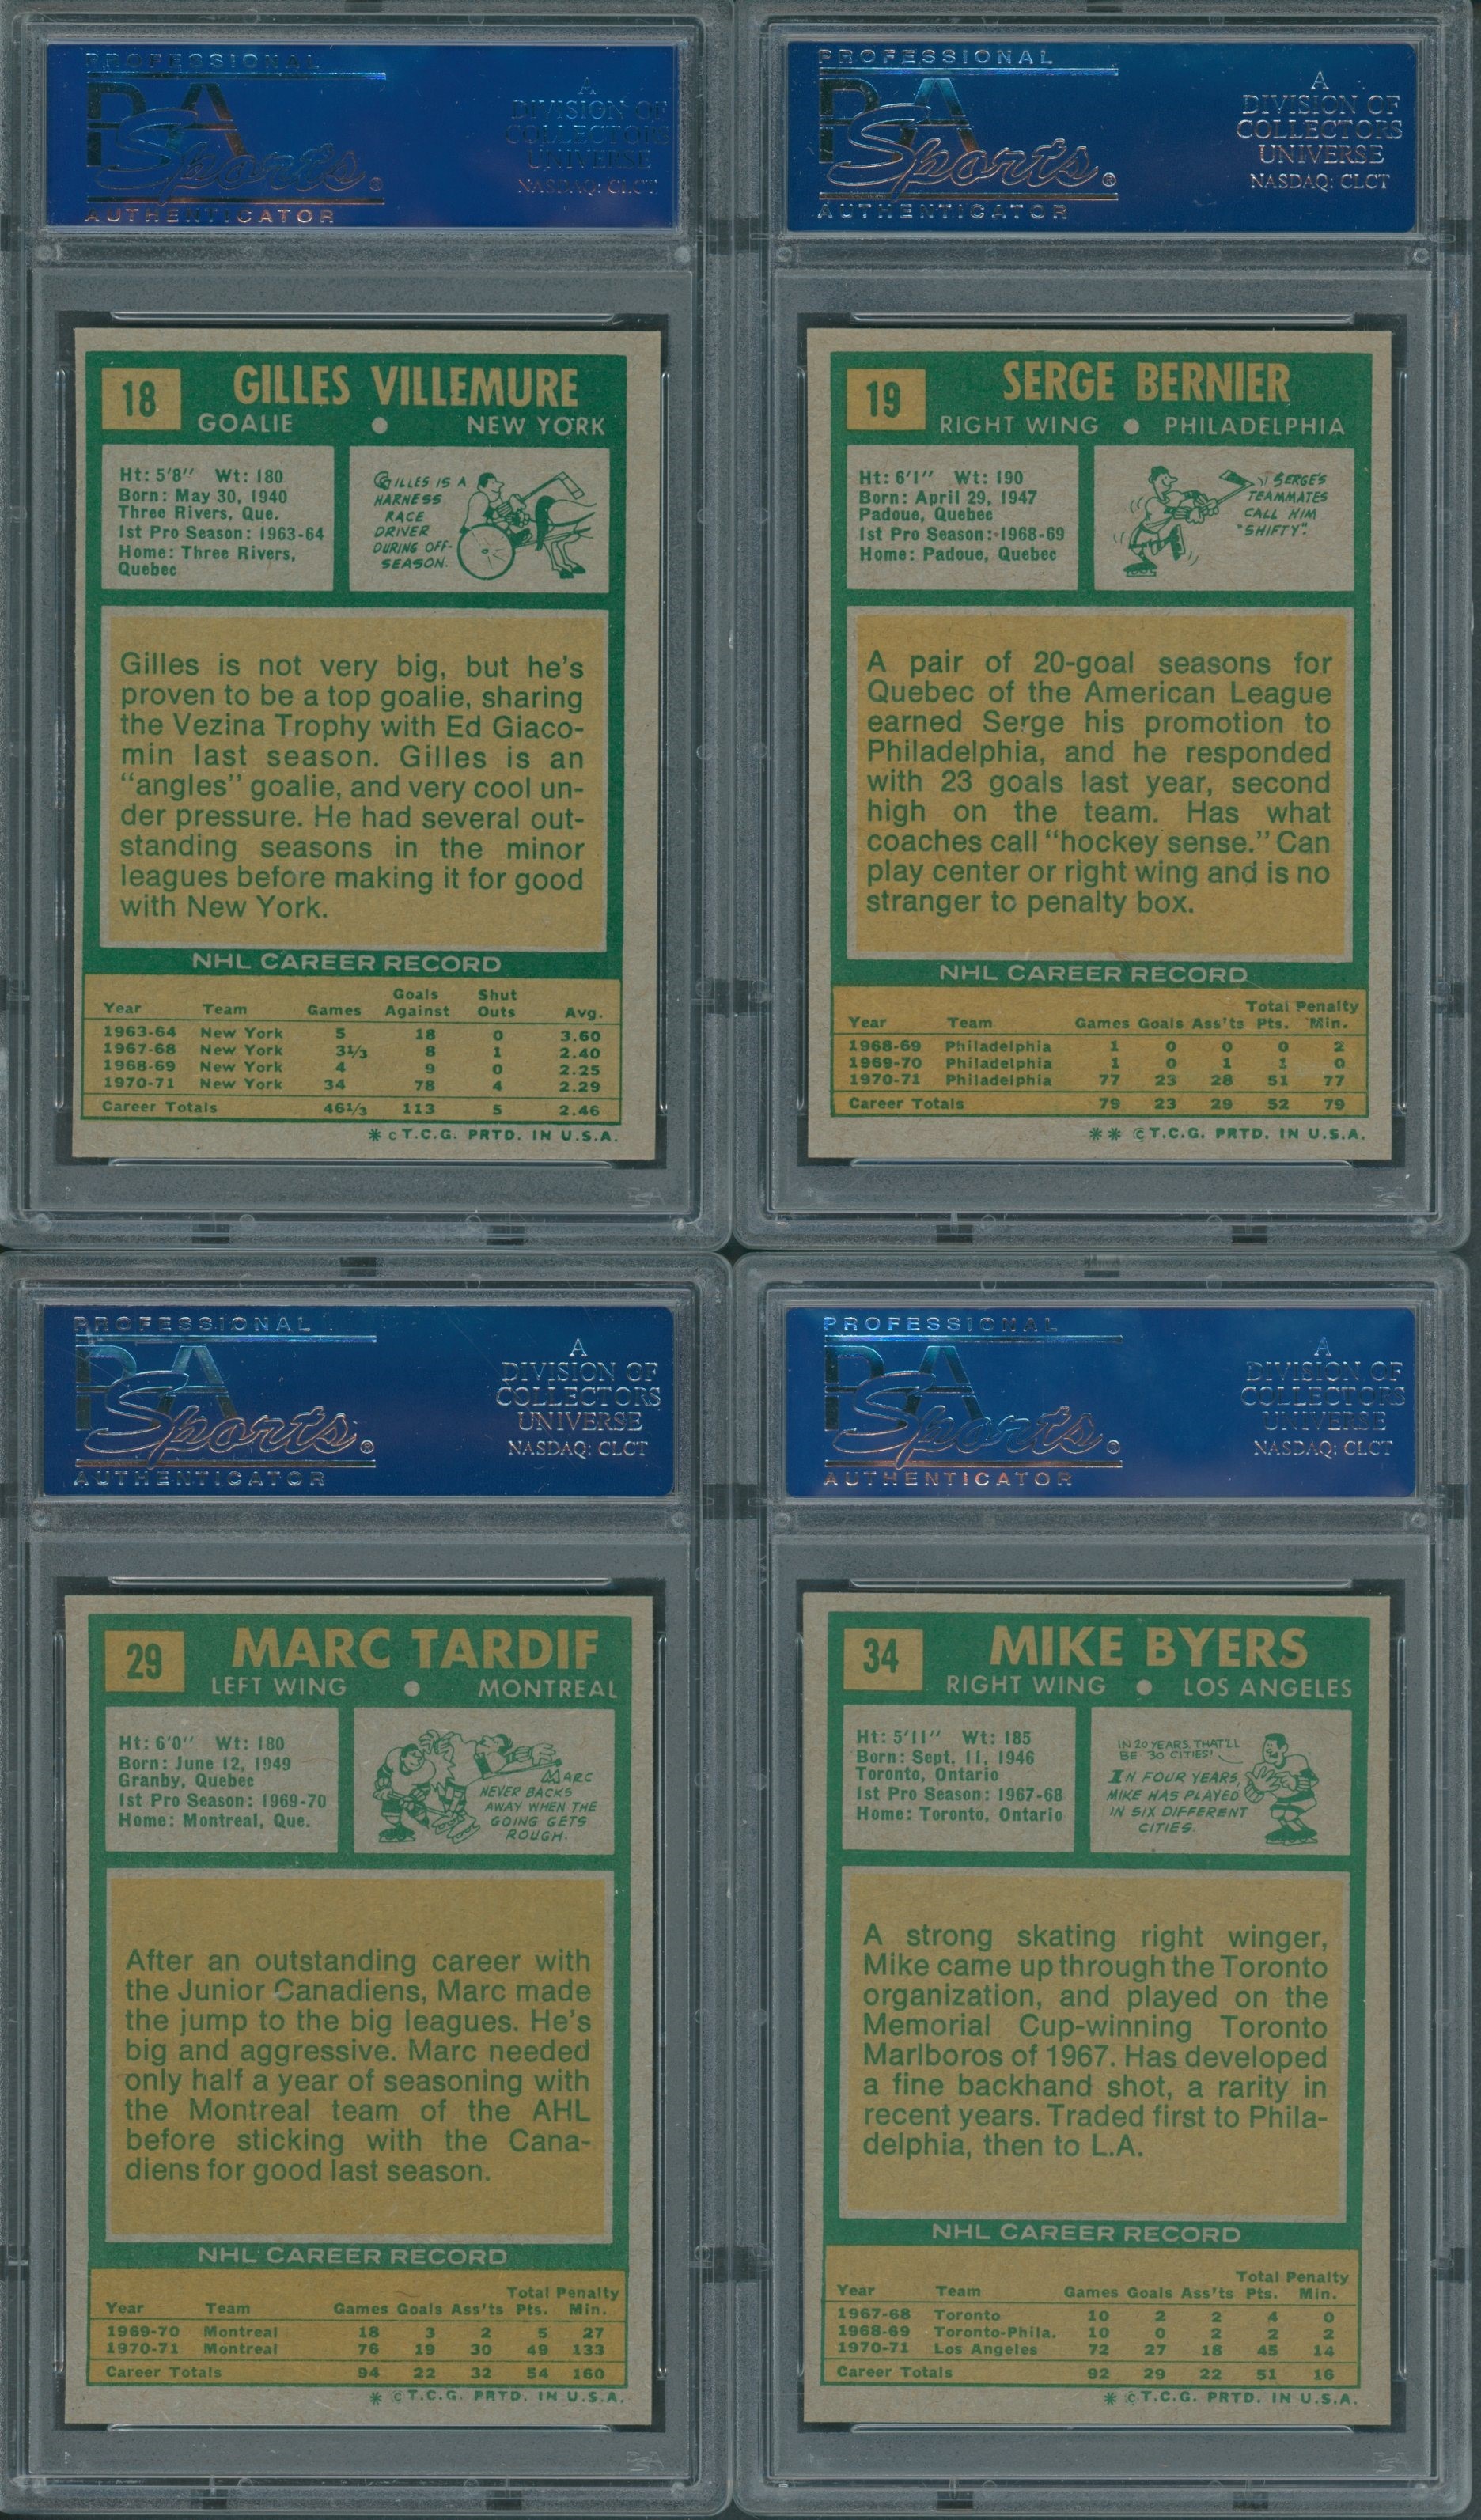 PROFESSIONAL
PSA
Sports®
AUTHENTICATOR
A
DIVISION OF
COLLECTORS
UNIVERSE
NASDAQ: CLCT
18 GILLES VILLEMURE
GOALIE ● NEW YORK
Ht: 5'8" Wt: 180
Born: May 30, 1940
Three Rivers, Que.
1st Pro Season: 1963-64
Home: Three Rivers,
Quebec
GILLES IS A
HARNESS
RACE
DRIVER
DURING OFF-
SEASON.
Gilles is not very big, but he's
proven to be a top goalie, sharing
the Vezina Trophy with Ed Giaco-
min last season. Gilles is an
"angles" goalie, and very cool un-
der pressure. He had several out-
standing seasons in the minor
leagues before making it for good
with New York.
NHL CAREER RECORD
Goals Shut
Year Team Games Against Outs Avg.
1963-64 New York 5 18 0 3.60
1967-68 New York 31/3 8 1 2.40
1968-69 New York 4 9 0 2.25
1970-71 New York 34 78 4 2.29
Career Totals 461/3 113 5 2.46
* © T.C.G. PRTD. IN U.S.A.
PROFESSIONAL
PSA
Sports®
AUTHENTICATOR
A
DIVISION OF
COLLECTORS
UNIVERSE
NASDAQ: CLCT
19 SERGE BERNIER
RIGHT WING ● PHILADELPHIA
Ht: 6'1" Wt: 190
Born: April 29, 1947
Padoue, Quebec
1st Pro Season: 1968-69
Home: Padoue, Quebec
SERGE'S
TEAMMATES
CALL HIM
"SHIFTY".
A pair of 20-goal seasons for
Quebec of the American League
earned Serge his promotion to
Philadelphia, and he responded
with 23 goals last year, second
high on the team. Has what
coaches call "hockey sense." Can
play center or right wing and is no
stranger to penalty box.
NHL CAREER RECORD
Total Penalty
Year Team Games Goals Ass'ts Pts. Min.
1968-69 Philadelphia 1 0 0 0 2
1969-70 Philadelphia 1 0 1 1 0
1970-71 Philadelphia 77 23 28 51 77
Career Totals 79 23 29 52 79
** © T.C.G. PRTD. IN U.S.A.
PROFESSIONAL
PSA
Sports®
AUTHENTICATOR
A
DIVISION OF
COLLECTORS
UNIVERSE
NASDAQ: CLCT
29 MARC TARDIF
LEFT WING ● MONTREAL
Ht: 6'0" Wt: 180
Born: June 12, 1949
Granby, Quebec
1st Pro Season: 1969-70
Home: Montreal, Que.
MARC
NEVER BACKS
AWAY WHEN THE
GOING GETS
ROUGH.
After an outstanding career with
the Junior Canadiens, Marc made
the jump to the big leagues. He's
big and aggressive. Marc needed
only half a year of seasoning with
the Montreal team of the AHL
before sticking with the Cana-
diens for good last season.
NHL CAREER RECORD
Total Penalty
Year Team Games Goals Ass'ts Pts. Min.
1969-70 Montreal 18 3 2 5 27
1970-71 Montreal 76 19 30 49 133
Career Totals 94 22 32 54 160
* © T.C.G. PRTD. IN U.S.A.
PROFESSIONAL
PSA
Sports®
AUTHENTICATOR
A
DIVISION OF
COLLECTORS
UNIVERSE
NASDAQ: CLCT
34 MIKE BYERS
RIGHT WING ● LOS ANGELES
Ht: 5'11" Wt: 185
Born: Sept. 11, 1946
Toronto, Ontario
1st Pro Season: 1967-68
Home: Toronto, Ontario
IN 20 YEARS, THAT'LL
BE 30 CITIES!
IN FOUR YEARS,
MIKE HAS PLAYED
IN SIX DIFFERENT
CITIES.
A strong skating right winger,
Mike came up through the Toronto
organization, and played on the
Memorial Cup-winning Toronto
Marlboros of 1967. Has developed
a fine backhand shot, a rarity in
recent years. Traded first to Phila-
delphia, then to L.A.
NHL CAREER RECORD
Total Penalty
Year Team Games Goals Ass'ts Pts. Min.
1967-68 Toronto 10 2 2 4 0
1968-69 Toronto-Phila. 10 0 2 2 2
1970-71 Los Angeles 72 27 18 45 14
Career Totals 92 29 22 51 16
* © T.C.G. PRTD. IN U.S.A.